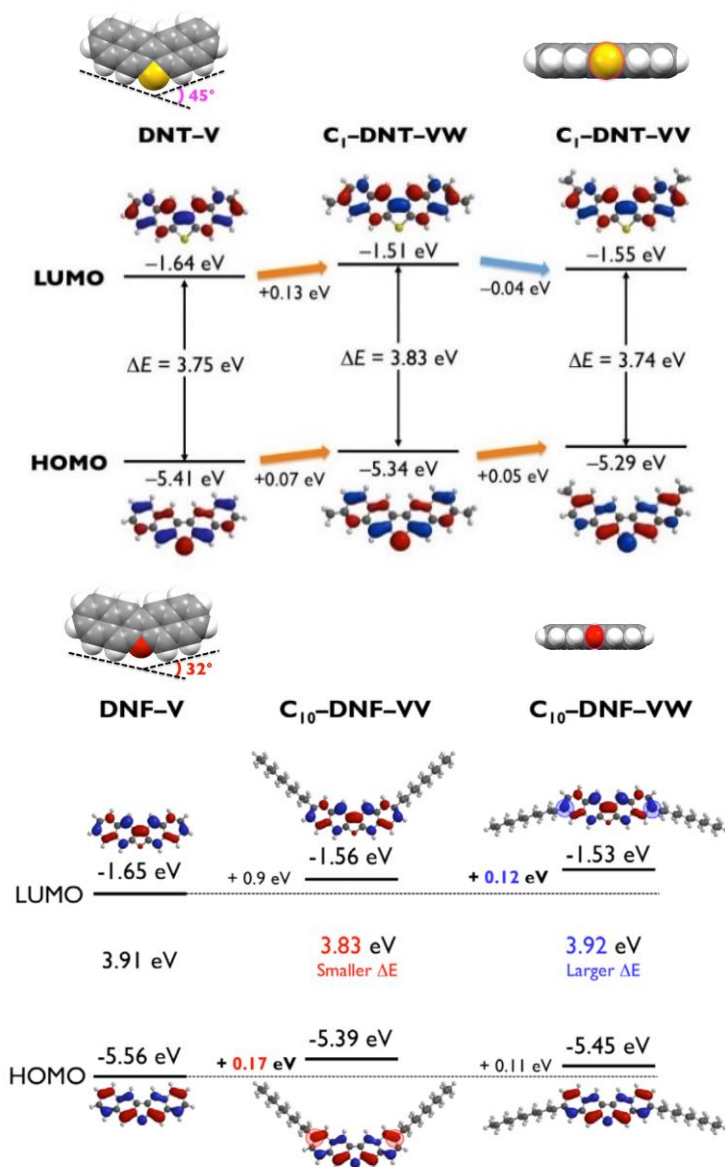 45°
DNT–V
C₁–DNT–VW
C₁–DNT–VV
LUMO
−1.64 eV
−1.51 eV
−1.55 eV
+0.13 eV
−0.04 eV
ΔE = 3.75 eV
ΔE = 3.83 eV
ΔE = 3.74 eV
HOMO
−5.41 eV
−5.34 eV
−5.29 eV
+0.07 eV
+0.05 eV
32°
DNF–V
C₁₀–DNF–VV
C₁₀–DNF–VW
LUMO
-1.65 eV
-1.56 eV
-1.53 eV
+ 0.9 eV
+ 0.12 eV
3.91 eV
3.83 eV
3.92 eV
Smaller ΔE
Larger ΔE
HOMO
-5.56 eV
-5.39 eV
-5.45 eV
+ 0.17 eV
+ 0.11 eV